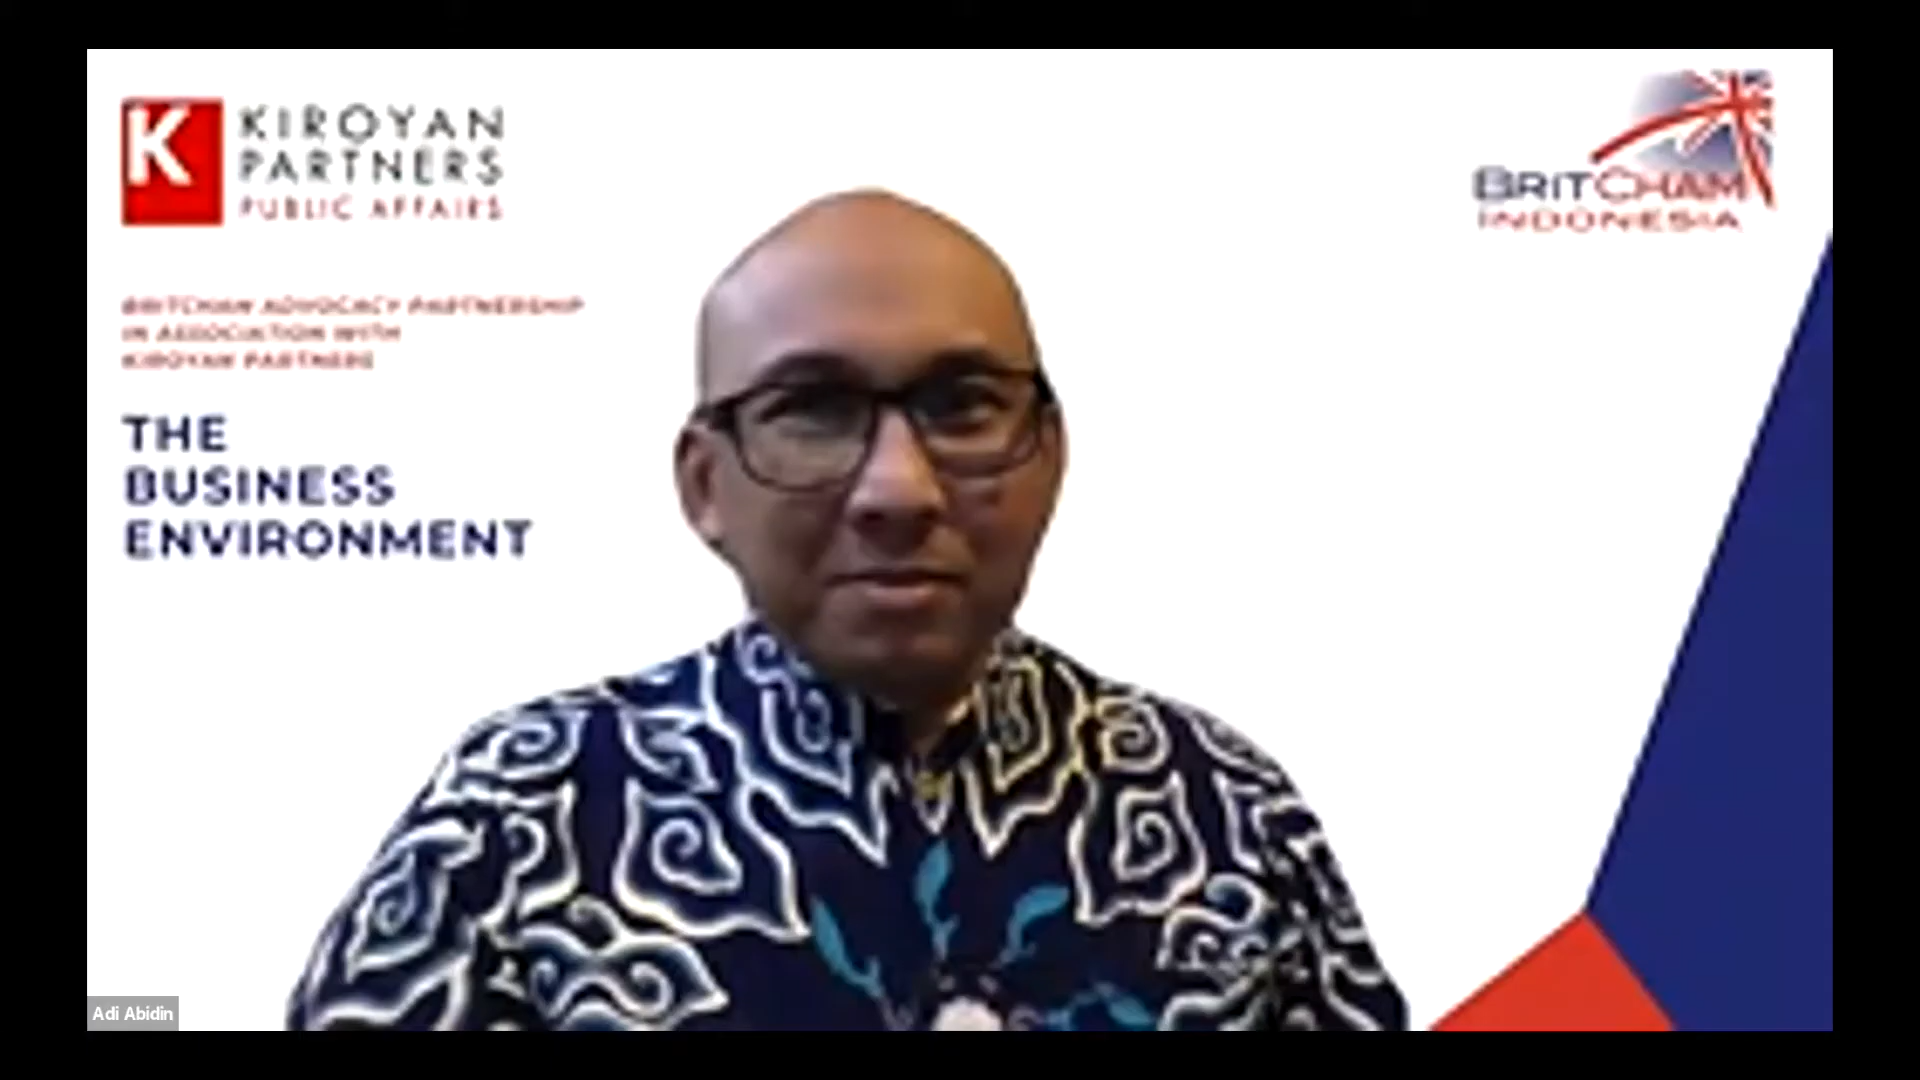 K KIROYAN
PARTNERS
PUBLIC AFFAIRS
BRITCHAM
INDONESIA
BRITCHAM ADVOCACY PARTNERSHIP
IN ASSOCIATION WITH
KIROYAN PARTNERS
THE
BUSINESS
ENVIRONMENT
Adi Abidin